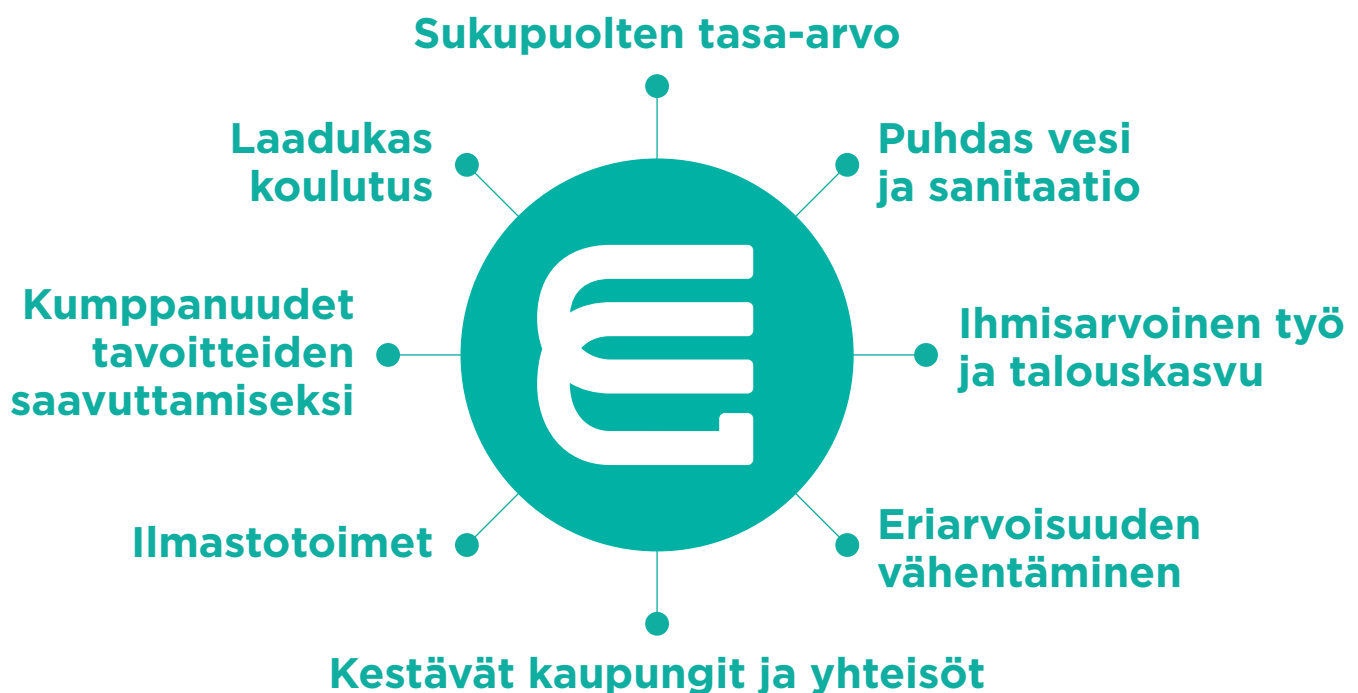 Sukupuolten tasa-arvo
Laadukas
koulutus
Puhdas vesi
ja sanitaatio
Kumppanuudet
tavoitteiden
saavuttamiseksi
Ihmisarvoinen työ
ja talouskasvu
Ilmastotoimet
Eriarvoisuuden
vähentäminen
Kestävät kaupungit ja yhteisöt